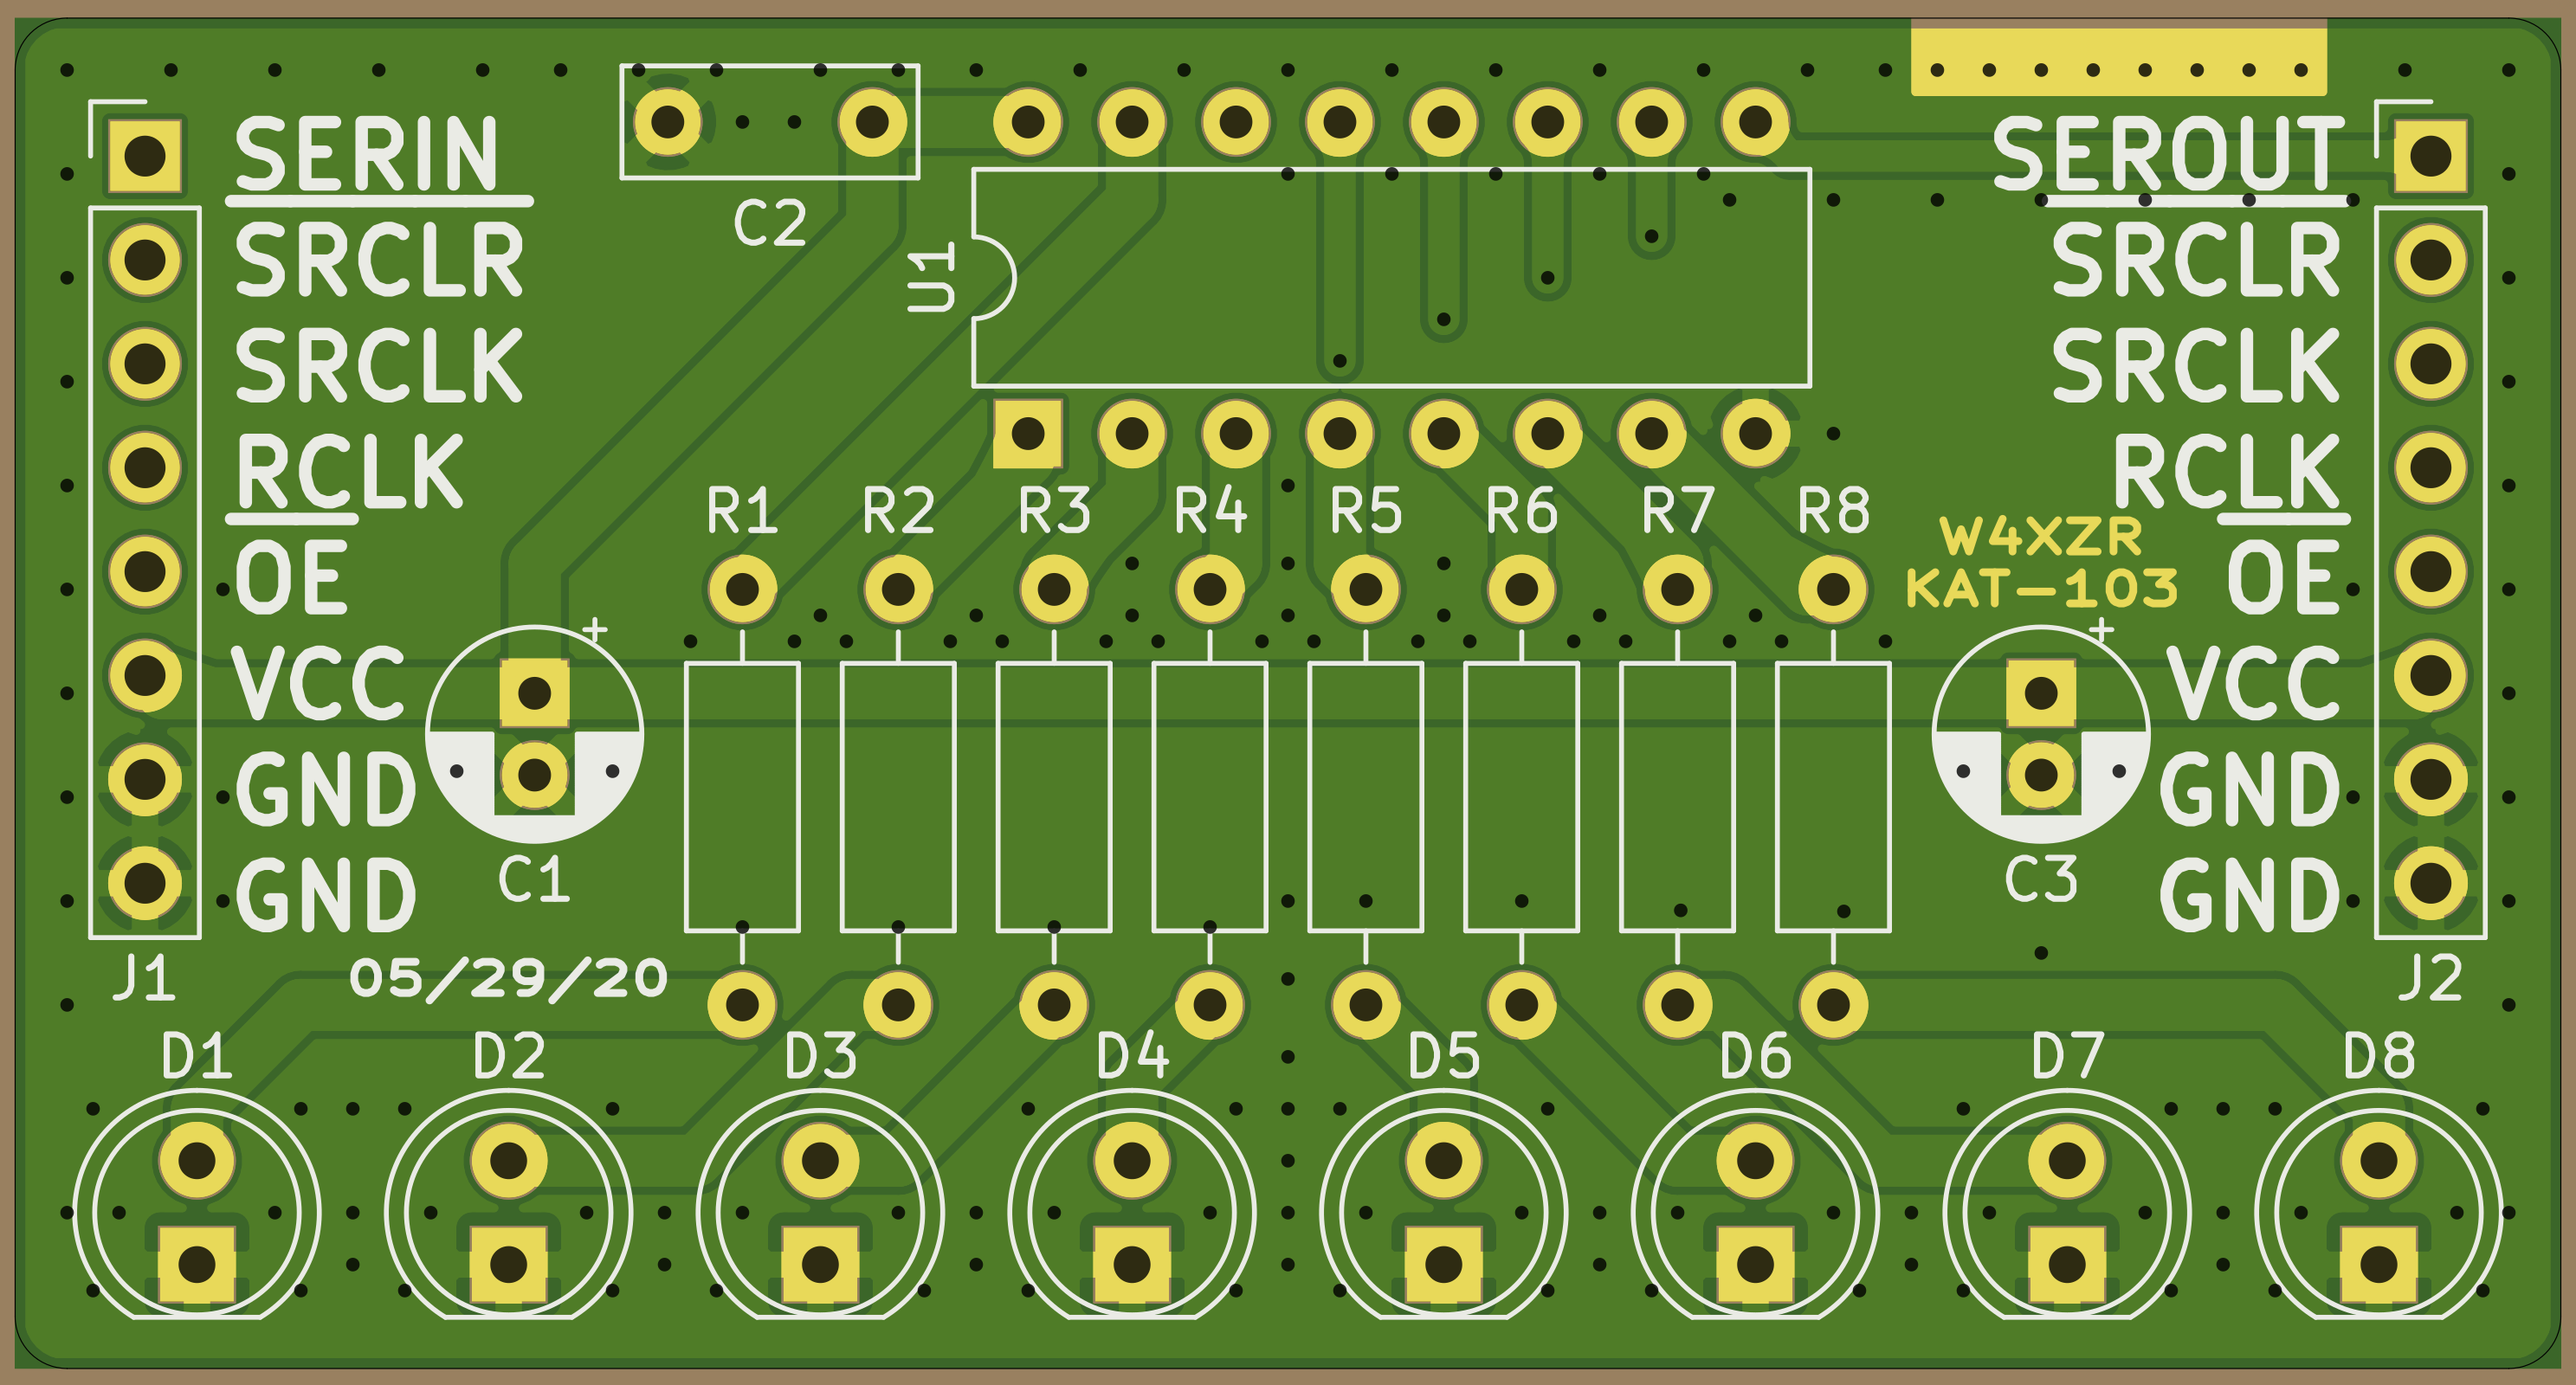 SERIN
SRCLR
SRCLK
RCLK
OE
VCC
GND
GND
J1
C2
U1
SEROUT
SRCLR
SRCLK
RCLK
OE
VCC
GND
GND
J2
R1 R2 R3 R4 R5 R6 R7 R8
W4XZR
KAT-103
+
C1
+
C3
05/29/20
D1 D2 D3 D4 D5 D6 D7 D8